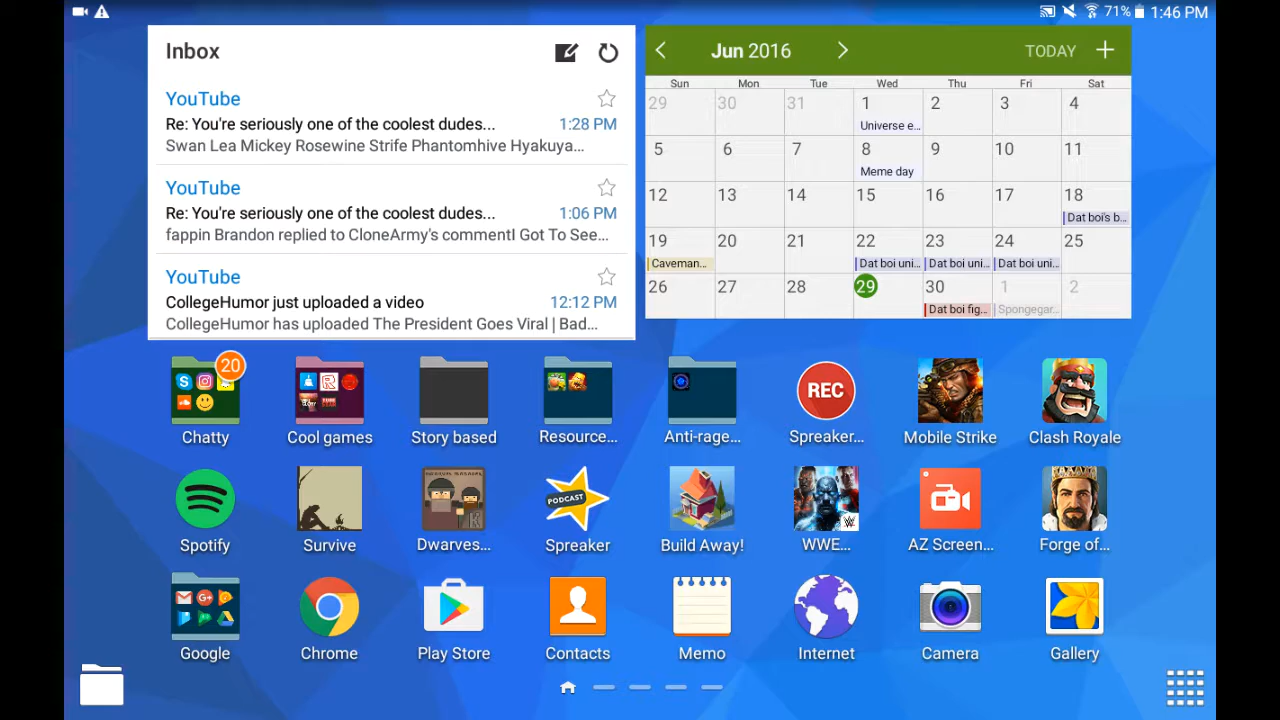 71% 1:46 PM
Inbox
YouTube
Re: You're seriously one of the coolest dudes...
1:28 PM
Swan Lea Mickey Rosewine Strife Phantomhive Hyakuya...
YouTube
Re: You're seriously one of the coolest dudes...
1:06 PM
fappin Brandon replied to CloneArmy's commentI Got To See...
YouTube
CollegeHumor just uploaded a video
12:12 PM
CollegeHumor has uploaded The President Goes Viral | Bad...
Jun 2016
TODAY
Sun Mon Tue Wed Thu Fri Sat
29 30 31 1 2 3 4
Universe e...
5 6 7 8 9 10 11
Meme day
12 13 14 15 16 17 18
Dat boi's b...
19 20 21 22 23 24 25
Caveman... Dat boi uni... Dat boi uni... Dat boi uni...
26 27 28 29 30 1 2
Dat boi fig... Spongegar...
20
REC
Chatty Cool games Story based Resource... Anti-rage... Spreaker... Mobile Strike Clash Royale
PODCAST
Spotify Survive Dwarves... Spreaker Build Away! WWE... AZ Screen... Forge of...
Google Chrome Play Store Contacts Memo Internet Camera Gallery